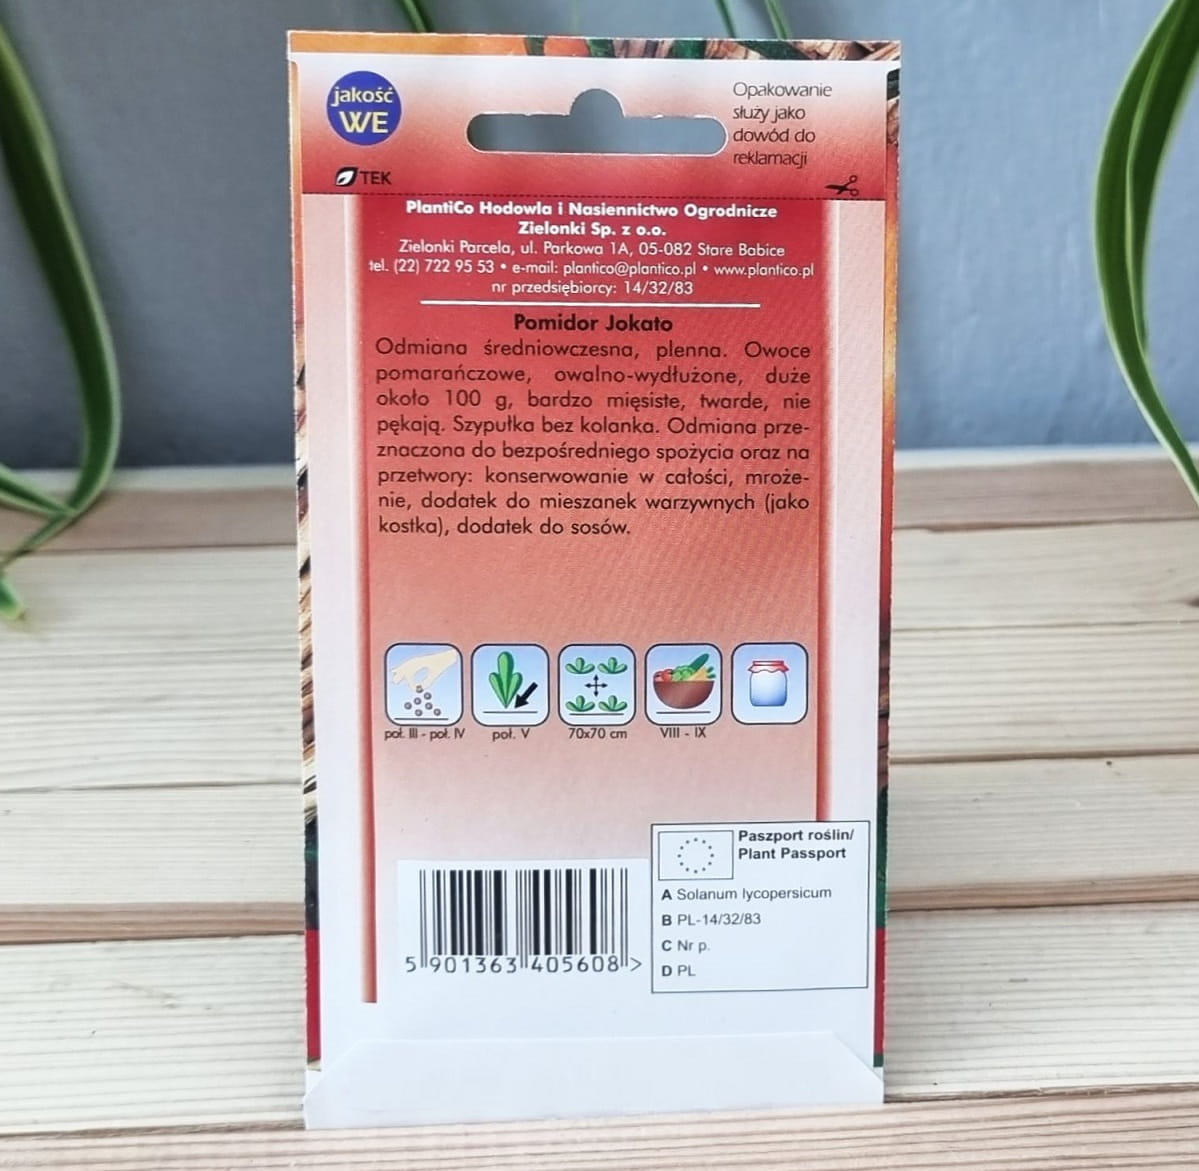 jakość
WE
TEK
Opakowanie
służy jako
dowód do
reklamacji
PlantiCo Hodowla i Nasiennictwo Ogrodnicze
Zielonki Sp. z o.o.
Zielonki Parcela, ul. Parkowa 1A, 05-082 Stare Babice
tel. (22) 722 95 53 • e-mail: plantico@plantico.pl • www.plantico.pl
nr przedsiębiorcy: 14/32/83
Pomidor Jokato
Odmiana średniowczesna, plenna. Owoce
pomarańczowe, owalno-wydłużone, duże
około 100 g, bardzo mięsiste, twarde, nie
pękają. Szypułka bez kolanka. Odmiana prze-
znaczona do bezpośredniego spożycia oraz na
przetwory: konserwowanie w całości, mroże-
nie, dodatek do mieszanek warzywnych (jako
kostka), dodatek do sosów.
poł. III - poł. IV
poł. V
70x70 cm
VIII - IX
Paszport roślin/
Plant Passport
A Solanum lycopersicum
B PL-14/32/83
C Nr p.
D PL
5 901363 405608 >